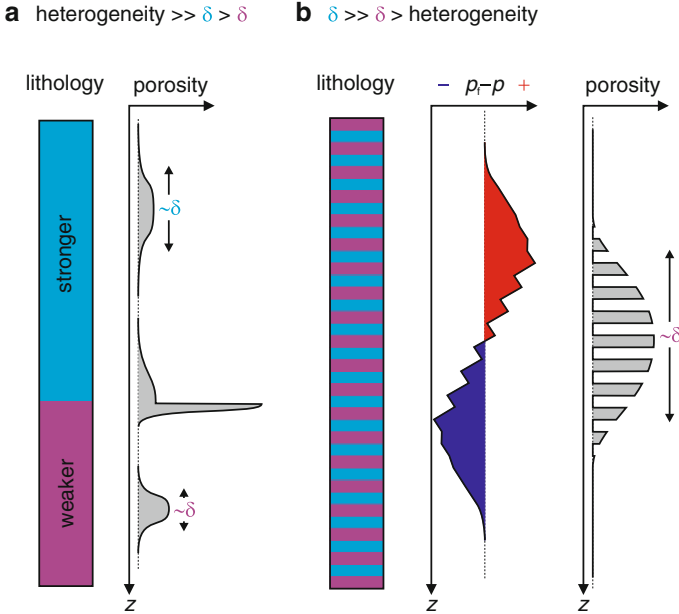 a heterogeneity >> δ > δ
b δ >> δ > heterogeneity
lithology
porosity
stronger
weaker
~δ
~δ
z
lithology
− pf–p +
porosity
~δ
z
z